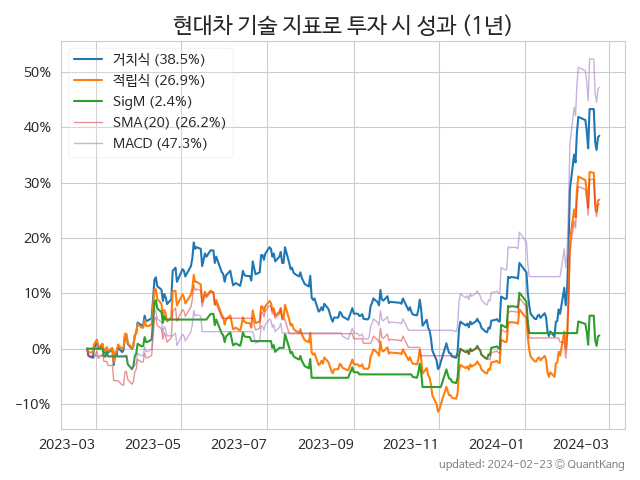 현대차 기술 지표로 투자 시 성과 (1년)
거치식 (38.5%)
적립식 (26.9%)
SigM (2.4%)
SMA(20) (26.2%)
MACD (47.3%)
50%
40%
30%
20%
10%
0%
−10%
2023-03 2023-05 2023-07 2023-09 2023-11 2024-01 2024-03
updated: 2024-02-23 ⓒ QuantKang